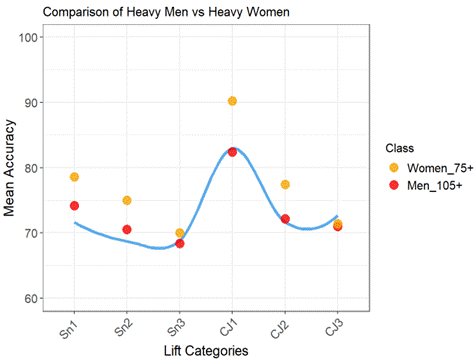 Comparison of Heavy Men vs Heavy Women
100
90
80
70
60
Mean Accuracy
Sn1
Sn2
Sn3
CJ1
CJ2
CJ3
Lift Categories
Class
Women_75+
Men_105+